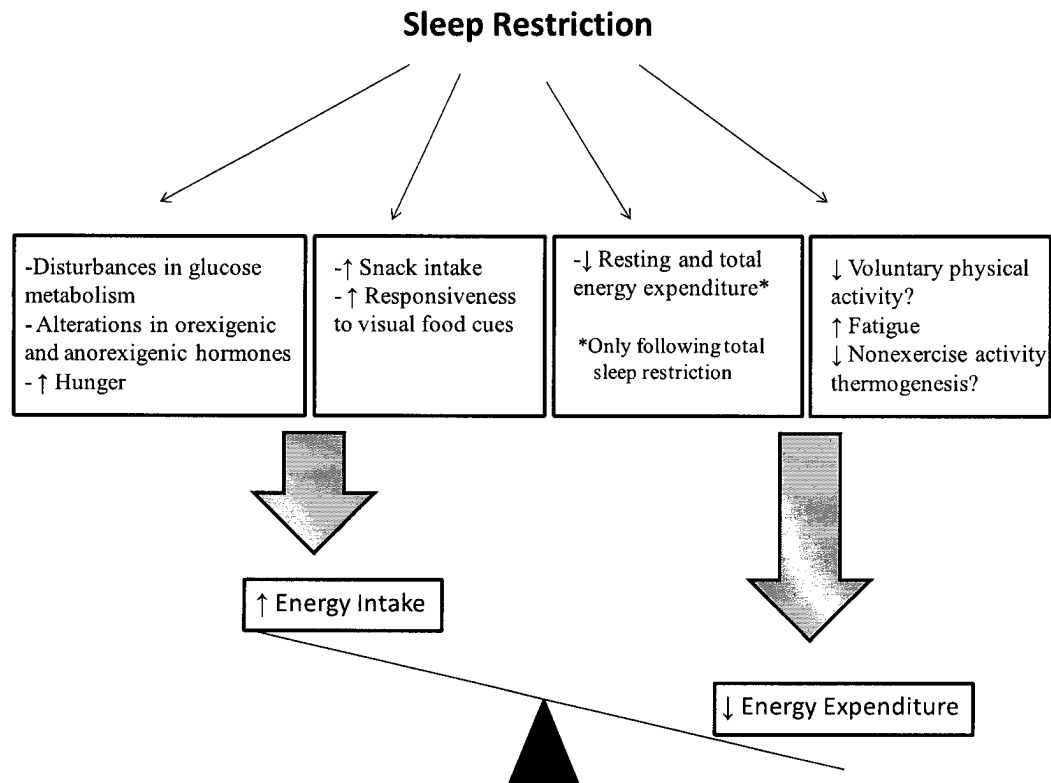 Sleep Restriction
-Disturbances in glucose
metabolism
-Alterations in orexigenic
and anorexigenic hormones
-↑ Hunger
-↑ Snack intake
-↑ Responsiveness
to visual food cues
-↓ Resting and total
energy expenditure*
*Only following total
sleep restriction
↓ Voluntary physical
activity?
↑ Fatigue
↓ Nonexercise activity
thermogenesis?
↑ Energy Intake
↓ Energy Expenditure